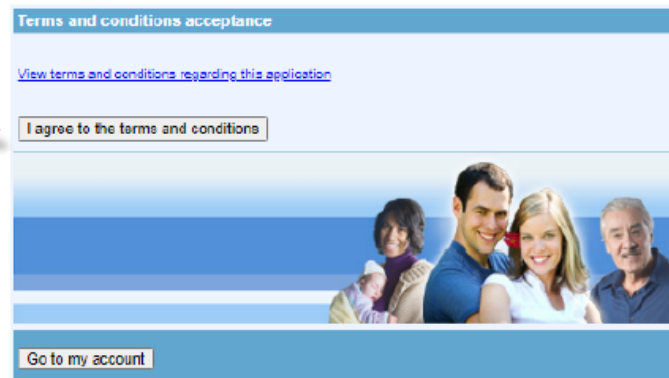 Terms and conditions acceptance
View terms and conditions regarding this application
I agree to the terms and conditions
Go to my account